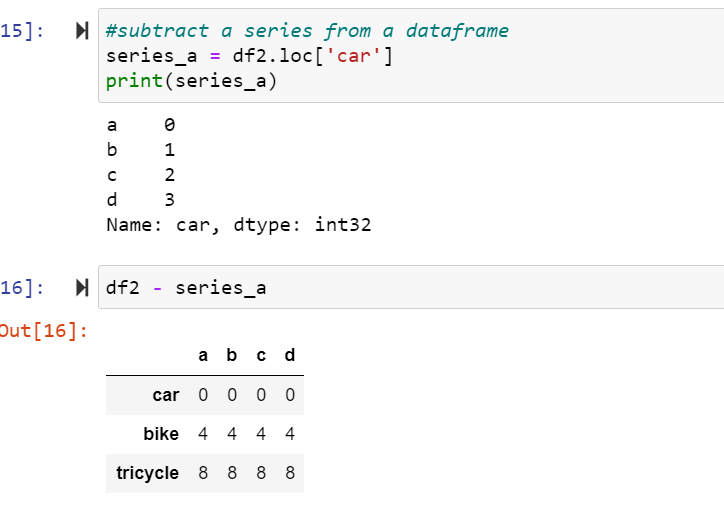 15]: #subtract a series from a dataframe
series_a = df2.loc['car']
print(series_a)
a 0
b 1
c 2
d 3
Name: car, dtype: int32
16]: df2 - series_a
Out[16]:
a b c d
car 0 0 0 0
bike 4 4 4 4
tricycle 8 8 8 8